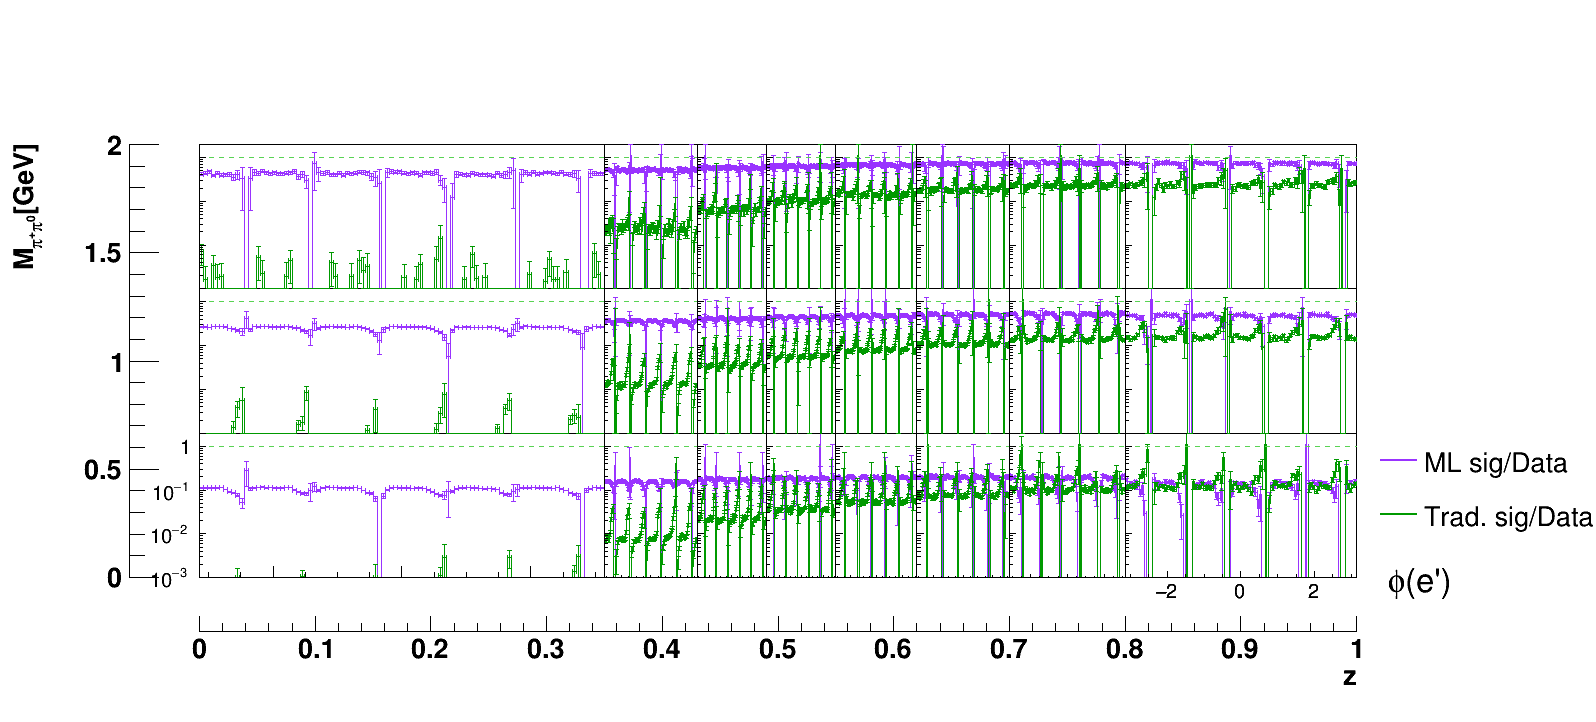 M π⁺π⁰ [GeV]
2
1.5
1
0.5
0
1
10⁻¹
10⁻²
10⁻³
ML sig/Data
Trad. sig/Data
−2 0 2
ϕ(e')
0 0.1 0.2 0.3 0.4 0.5 0.6 0.7 0.8 0.9 1
z